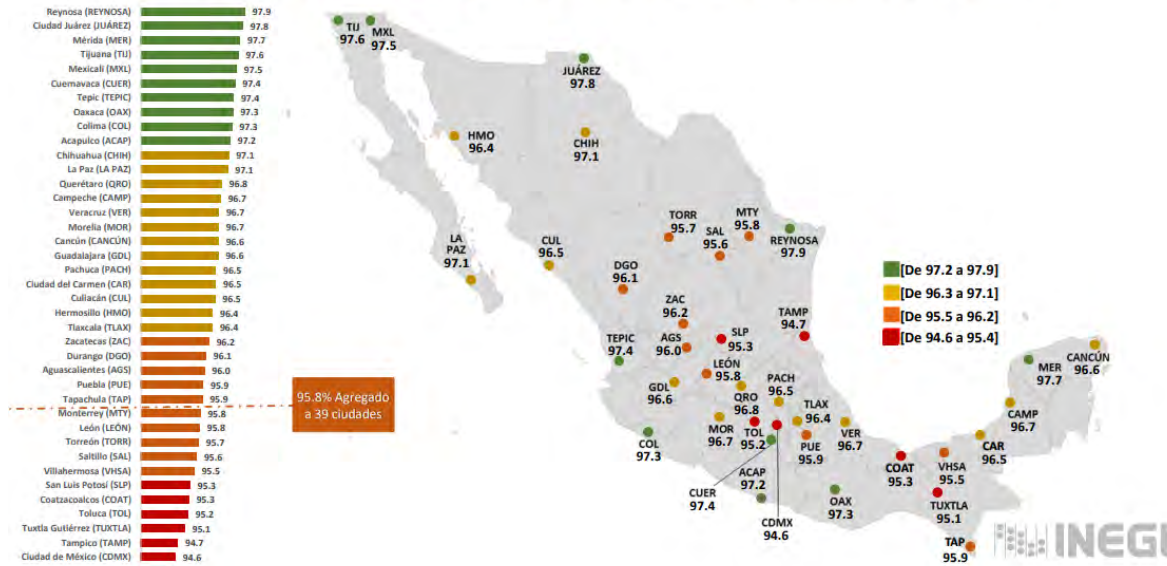 Reynosa (REYNOSA) 97.9
Ciudad Juárez (JUÁREZ) 97.8
Mérida (MER) 97.7
Tijuana (TIJ) 97.6
Mexicali (MXL) 97.5
Cuernavaca (CUER) 97.4
Tepic (TEPIC) 97.4
Oaxaca (OAX) 97.3
Colima (COL) 97.3
Acapulco (ACAP) 97.2
Chihuahua (CHIH) 97.1
La Paz (LA PAZ) 97.1
Querétaro (QRO) 96.8
Campeche (CAMP) 96.7
Veracruz (VER) 96.7
Morelia (MOR) 96.7
Cancún (CANCÚN) 96.6
Guadalajara (GDL) 96.6
Pachuca (PACH) 96.5
Ciudad del Carmen (CAR) 96.5
Culiacán (CUL) 96.5
Hermosillo (HMO) 96.4
Tlaxcala (TLAX) 96.4
Zacatecas (ZAC) 96.2
Durango (DGO) 96.1
Aguascalientes (AGS) 96.0
Puebla (PUE) 95.9
Tapachula (TAP) 95.9
Monterrey (MTY) 95.8
León (LEÓN) 95.8
Torreón (TORR) 95.7
Saltillo (SAL) 95.6
Villahermosa (VHSA) 95.5
San Luis Potosí (SLP) 95.3
Coatzacoalcos (COAT) 95.3
Toluca (TOL) 95.2
Tuxtla Gutiérrez (TUXTLA) 95.1
Tampico (TAMP) 94.7
Ciudad de México (CDMX) 94.6
95.8% Agregado
a 39 ciudades
TIJ
97.6
MXL
97.5
JUÁREZ
97.8
HMO
96.4
CHIH
97.1
LA
PAZ
97.1
CUL
96.5
TORR
95.7
SAL
95.6
MTY
95.8
REYNOSA
97.9
DGO
96.1
ZAC
96.2
TAMP
94.7
TEPIC
97.4
AGS
96.0
SLP
95.3
LEÓN
95.8
GDL
96.6
QRO
96.8
PACH
96.5
MOR
96.7
TOL
95.2
TLAX
96.4
PUE
95.9
VER
96.7
COL
97.3
ACAP
97.2
CUER
97.4
CDMX
94.6
OAX
97.3
COAT
95.3
VHSA
95.5
TUXTLA
95.1
TAP
95.9
CAR
96.5
CAMP
96.7
MER
97.7
CANCÚN
96.6
[De 97.2 a 97.9]
[De 96.3 a 97.1]
[De 95.5 a 96.2]
[De 94.6 a 95.4]
INEGI